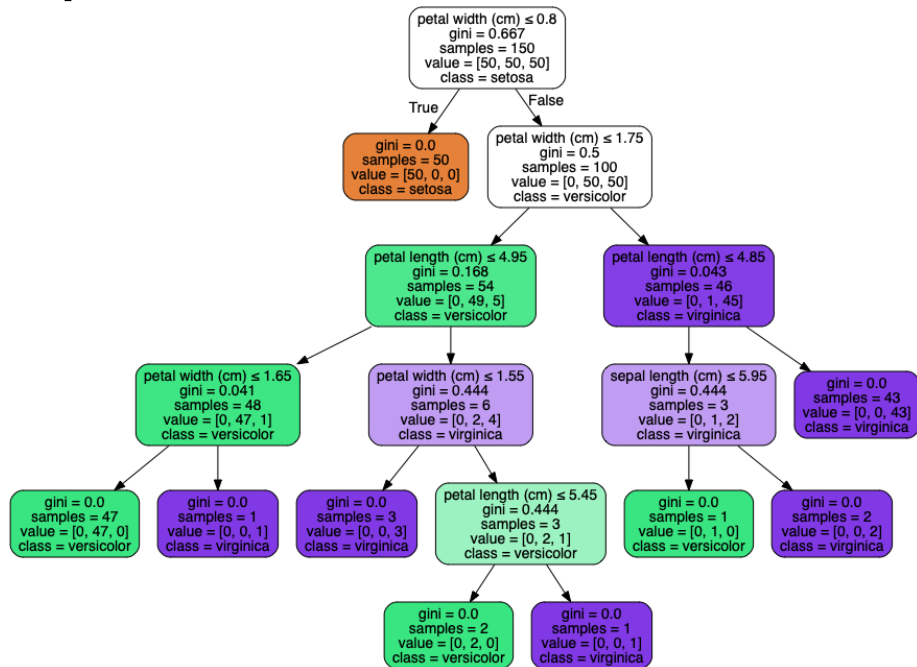 petal width (cm) ≤ 0.8
gini = 0.667
samples = 150
value = [50, 50, 50]
class = setosa
True
False
gini = 0.0
samples = 50
value = [50, 0, 0]
class = setosa
petal width (cm) ≤ 1.75
gini = 0.5
samples = 100
value = [0, 50, 50]
class = versicolor
petal length (cm) ≤ 4.95
gini = 0.168
samples = 54
value = [0, 49, 5]
class = versicolor
petal length (cm) ≤ 4.85
gini = 0.043
samples = 46
value = [0, 1, 45]
class = virginica
petal width (cm) ≤ 1.65
gini = 0.041
samples = 48
value = [0, 47, 1]
class = versicolor
petal width (cm) ≤ 1.55
gini = 0.444
samples = 6
value = [0, 2, 4]
class = virginica
sepal length (cm) ≤ 5.95
gini = 0.444
samples = 3
value = [0, 1, 2]
class = virginica
gini = 0.0
samples = 43
value = [0, 0, 43]
class = virginica
gini = 0.0
samples = 47
value = [0, 47, 0]
class = versicolor
gini = 0.0
samples = 1
value = [0, 0, 1]
class = virginica
gini = 0.0
samples = 3
value = [0, 0, 3]
class = virginica
petal length (cm) ≤ 5.45
gini = 0.444
samples = 3
value = [0, 2, 1]
class = versicolor
gini = 0.0
samples = 1
value = [0, 1, 0]
class = versicolor
gini = 0.0
samples = 2
value = [0, 0, 2]
class = virginica
gini = 0.0
samples = 2
value = [0, 2, 0]
class = versicolor
gini = 0.0
samples = 1
value = [0, 0, 1]
class = virginica